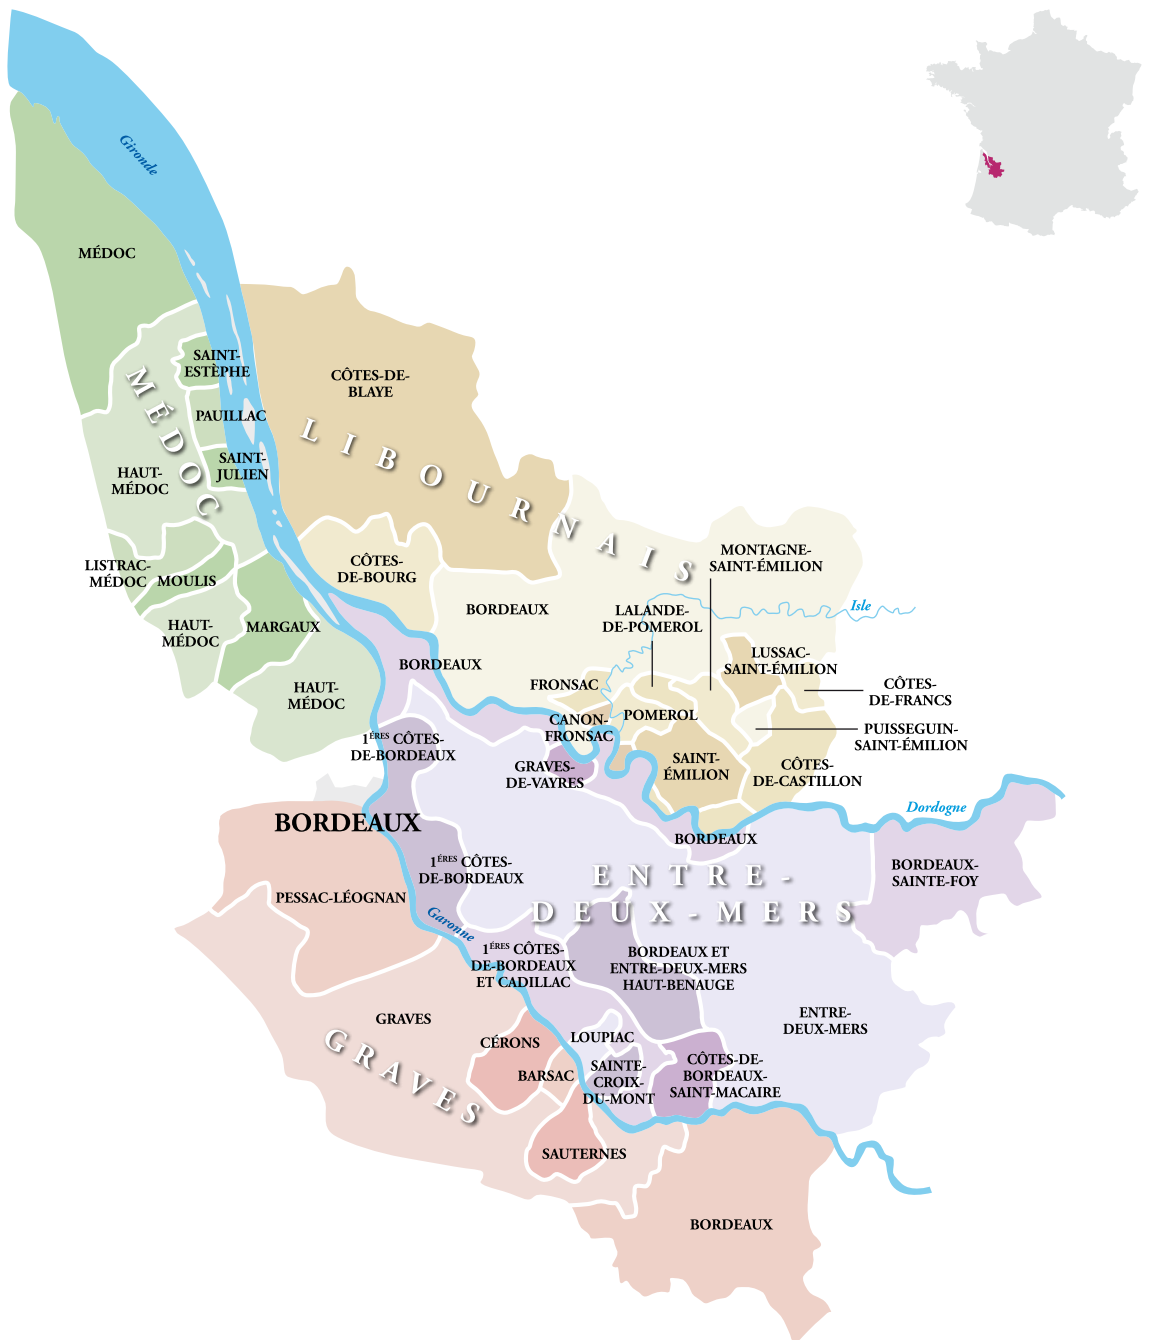 Gironde
MÉDOC
SAINT-
ESTÈPHE
PAUILLAC
SAINT-
JULIEN
MÉDOC
HAUT-
MÉDOC
LISTRAC-
MÉDOC
MOULIS
HAUT-
MÉDOC
MARGAUX
HAUT-
MÉDOC
CÔTES-DE-
BLAYE
LIBOURNAIS
CÔTES-
DE-BOURG
BORDEAUX
MONTAGNE-
SAINT-ÉMILION
Isle
LALANDE-
DE-POMEROL
LUSSAC-
SAINT-ÉMILION
BORDEAUX
FRONSAC
CÔTES-
DE-FRANCS
CANON-
FRONSAC
POMEROL
PUISSEGUIN-
SAINT-ÉMILION
1ÉRES CÔTES-
DE-BORDEAUX
GRAVES-
DE-VAYRES
SAINT-
ÉMILION
CÔTES-
DE-CASTILLON
Dordogne
BORDEAUX
BORDEAUX
1ÉRES CÔTES-
DE-BORDEAUX
ENTRE-
DEUX-MERS
BORDEAUX-
SAINTE-FOY
PESSAC-LÉOGNAN
Garonne
1ÉRES CÔTES-
DE-BORDEAUX
ET CADILLAC
BORDEAUX ET
ENTRE-DEUX-MERS
HAUT-BENAUGE
GRAVES
ENTRE-
DEUX-MERS
GRAVES
CÉRONS
LOUPIAC
BARSAC
SAINTE-
CROIX-
DU-MONT
CÔTES-DE-
BORDEAUX-
SAINT-MACAIRE
SAUTERNES
BORDEAUX